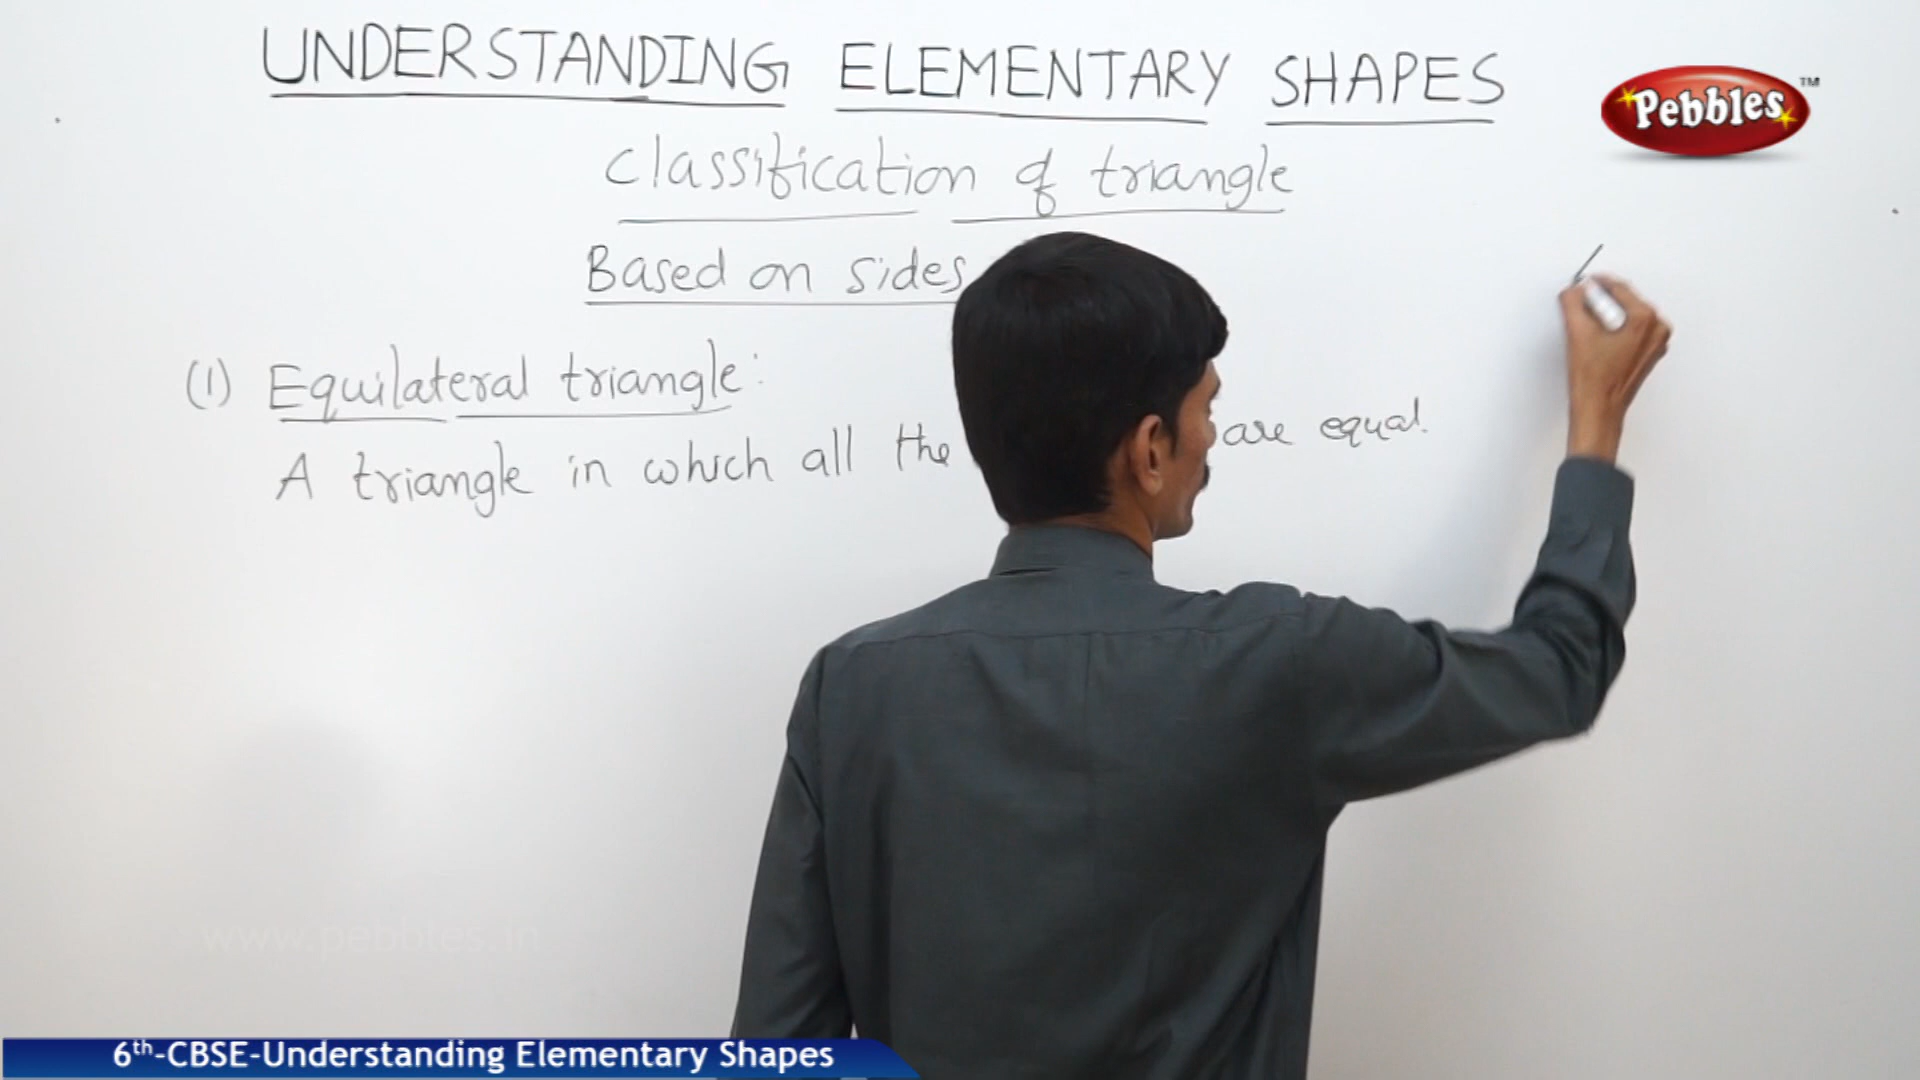 UNDERSTANDING ELEMENTARY SHAPES
Pebbles TM
Classification of triangle
Based on sides
(1) Equilateral triangle:
A triangle in which all the are equal.
www.pebbles.in
6th-CBSE-Understanding Elementary Shapes